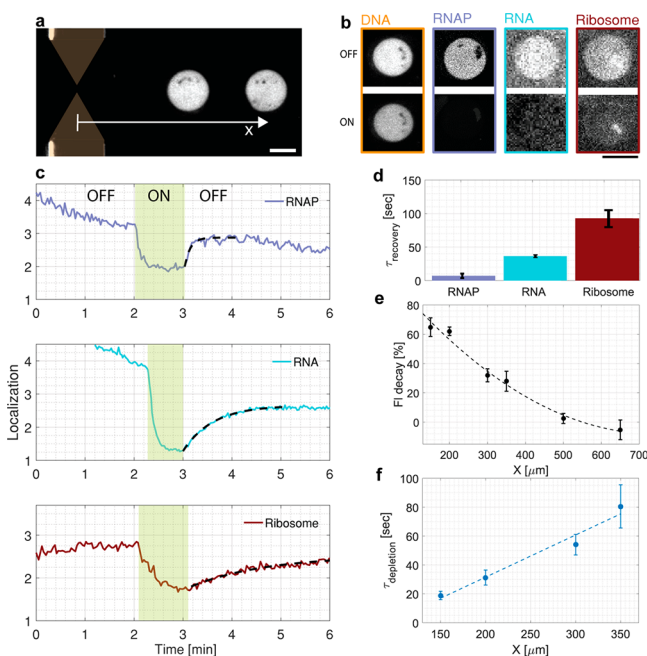 a
x
b
DNA RNAP RNA Ribosome
OFF
ON
c
OFF ON OFF
RNAP
4
3
2
1
0 1 2 3 4 5 6
RNA
4
3
2
1
0 1 2 3 4 5 6
Ribosome
3
2
1
0 1 2 3 4 5 6
Localization
Time [min]
d
τrecovery [sec]
150
100
50
0
RNAP RNA Ribosome
e
FI decay [%]
80
60
40
20
0
200 300 400 500 600 700
X [μm]
f
τdepletion [sec]
100
80
60
40
20
0
150 200 250 300 350
X [μm]